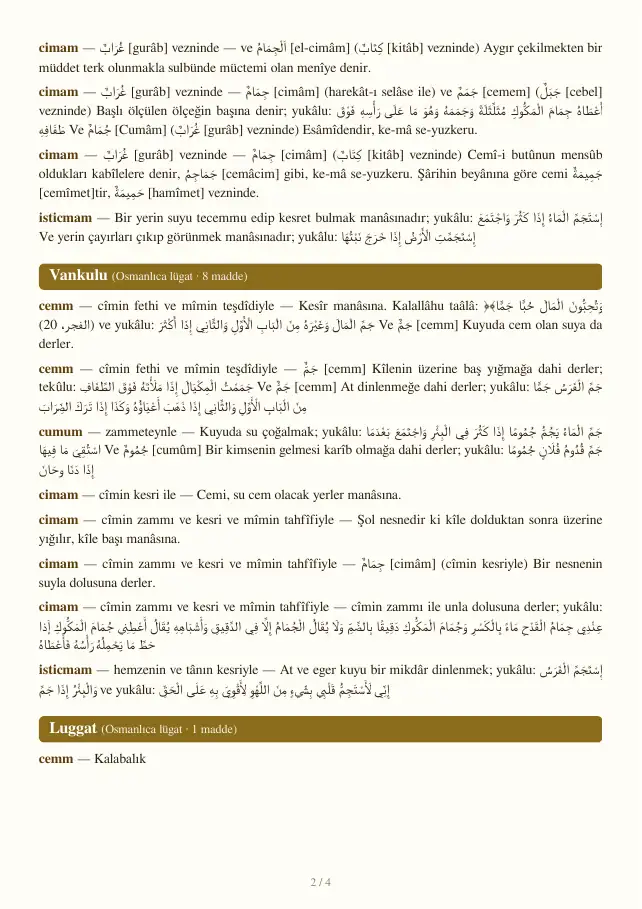 cimam — غُرَابٌ [gurâb] vezninde — ve اَلْجِمَامُ [el-cimâm] (كِتَابٌ [kitâb] vezninde) Aygır çekilmekten bir
müddet terk olunmakla sulbünde müctemi olan menîye denir.
cimam — غُرَابٌ [gurâb] vezninde — جِمَامٌ [cimâm] (harekât-ı selâse ile) ve جَمَمٌ [cemem] (جَبَلٌ [cebel]
vezninde) Başlı ölçülen ölçeğin başına denir; yukâlu: أَعْطَاهُ جِمَامَ الْمَكُّوكِ مُثَلَّثَةً وَجَمَمَهُ وَهُوَ مَا عَلَى رَأْسِهِ فَوْقَ
طَفَافِهِ Ve جُمَامٌ [Cumâm] (غُرَابٌ [gurâb] vezninde) Esâmîdendir, ke-mâ se-yuzkeru.
cimam — غُرَابٌ [gurâb] vezninde — جِمَامٌ [cimâm] (كِتَابٌ [kitâb] vezninde) Cemî-i butûnun mensûb
oldukları kabîlelere denir, جَمَاجِمُ [cemâcim] gibi, ke-mâ se-yuzkeru. Şârihin beyânına göre cemi جَمِيمَةٌ
[cemîmet]tir, حَمِيمَةٌ [hamîmet] vezninde.
isticmam — Bir yerin suyu tecemmu edip kesret bulmak manâsınadır; yukâlu: إِسْتَجَمَّ الْمَاءُ إِذَا كَثُرَ وَاجْتَمَعَ
Ve yerin çayırları çıkıp görünmek manâsınadır; yukâlu: إِسْتَجَمَّتِ الْأَرْضُ إِذَا خَرَجَ نَبْتُهَا
Vankulu (Osmanlıca lügat · 8 madde)
cemm — cîmin fethi ve mîmin teşdîdiyle — Kesîr manâsına. Kalallâhu taâlâ: ﴿وَتُحِبُّونَ الْمَالَ حُبًّا جَمًّا﴾
(الفجر، 20) ve yukâlu: جَمَّ الْمَالَ وَغَيْرَهُ مِنَ الْبَابِ الْأَوَّلِ وَالثَّانِي إِذَا أَكْثَرَ Ve جَمٌّ [cemm] Kuyuda cem olan suya da
derler.
cemm — cîmin fethi ve mîmin teşdîdiyle — جَمٌّ [cemm] Kîlenin üzerine baş yığmağa dahi derler;
tekûlu: جَمَمْتُ الْمِكْيَالَ إِذَا مَلَأْتَهُ فَوْقَ الطَّفَافِ Ve جَمٌّ [cemm] At dinlenmeğe dahi derler; yukâlu: جَمَّ الْفَرَسُ جَمًّا
مِنَ الْبَابِ الْأَوَّلِ وَالثَّانِي إِذَا ذَهَبَ أَعْيَاؤُهُ وَكَذَا إِذَا تَرَكَ الضِّرَابَ
cumum — zammeteynle — Kuyuda su çoğalmak; yukâlu: جَمَّ الْمَاءُ يَجُمُّ جُمُومًا إِذَا كَثُرَ فِي الْبِئْرِ وَاجْتَمَعَ بَعْدَمَا
اسْتُقِيَ مَا فِيهَا Ve جُمُومٌ [cumûm] Bir kimsenin gelmesi karîb olmağa dahi derler; yukâlu: جَمَّ قُدُومُ فُلَانٍ جُمُومًا
إِذَا دَنَا وحَانَ
cimam — cîmin kesri ile — Cemi, su cem olacak yerler manâsına.
cimam — cîmin zammı ve kesri ve mîmin tahfîfiyle — Şol nesnedir ki kîle dolduktan sonra üzerine
yığılır, kîle başı manâsına.
cimam — cîmin zammı ve kesri ve mîmin tahfîfiyle — جِمَامٌ [cimâm] (cîmin kesriyle) Bir nesnenin
suyla dolusuna derler.
cimam — cîmin zammı ve kesri ve mîmin tahfîfiyle — cîmin zammı ile unla dolusuna derler; yukâlu:
عِنْدِي جِمَامُ الْقَدَحِ مَاءً بِالْكَسْرِ وَجُمَامُ الْمَكُّوكِ دَقِيقًا بِالضَّمِّ وَلَا يُقَالُ الْجُمَامُ إِلَّا فِي الدَّقِيقِ وَأَشْبَاهِهِ يُقَالُ أَعْطِنِي جُمَامَ الْمَكُّوكِ إِذَا
حَطَّ مَا يَحْمِلُهُ رَأْسُهُ فَأَعْطَاهُ
isticmam — hemzenin ve tânın kesriyle — At ve eger kuyu bir mikdâr dinlenmek; yukâlu: إِسْتَجَمَّ الْفَرَسُ
وَالْبِئْرُ إِذَا جَمَّ ve yukâlu: إِنِّي لَأَسْتَجِمُّ قَلْبِي بِشَيْءٍ مِنَ اللَّهْوِ لِأَقْوِيَ بِهِ عَلَى الْحَقِّ
Luggat (Osmanlıca lügat · 1 madde)
cemm — Kalabalık
2 / 4